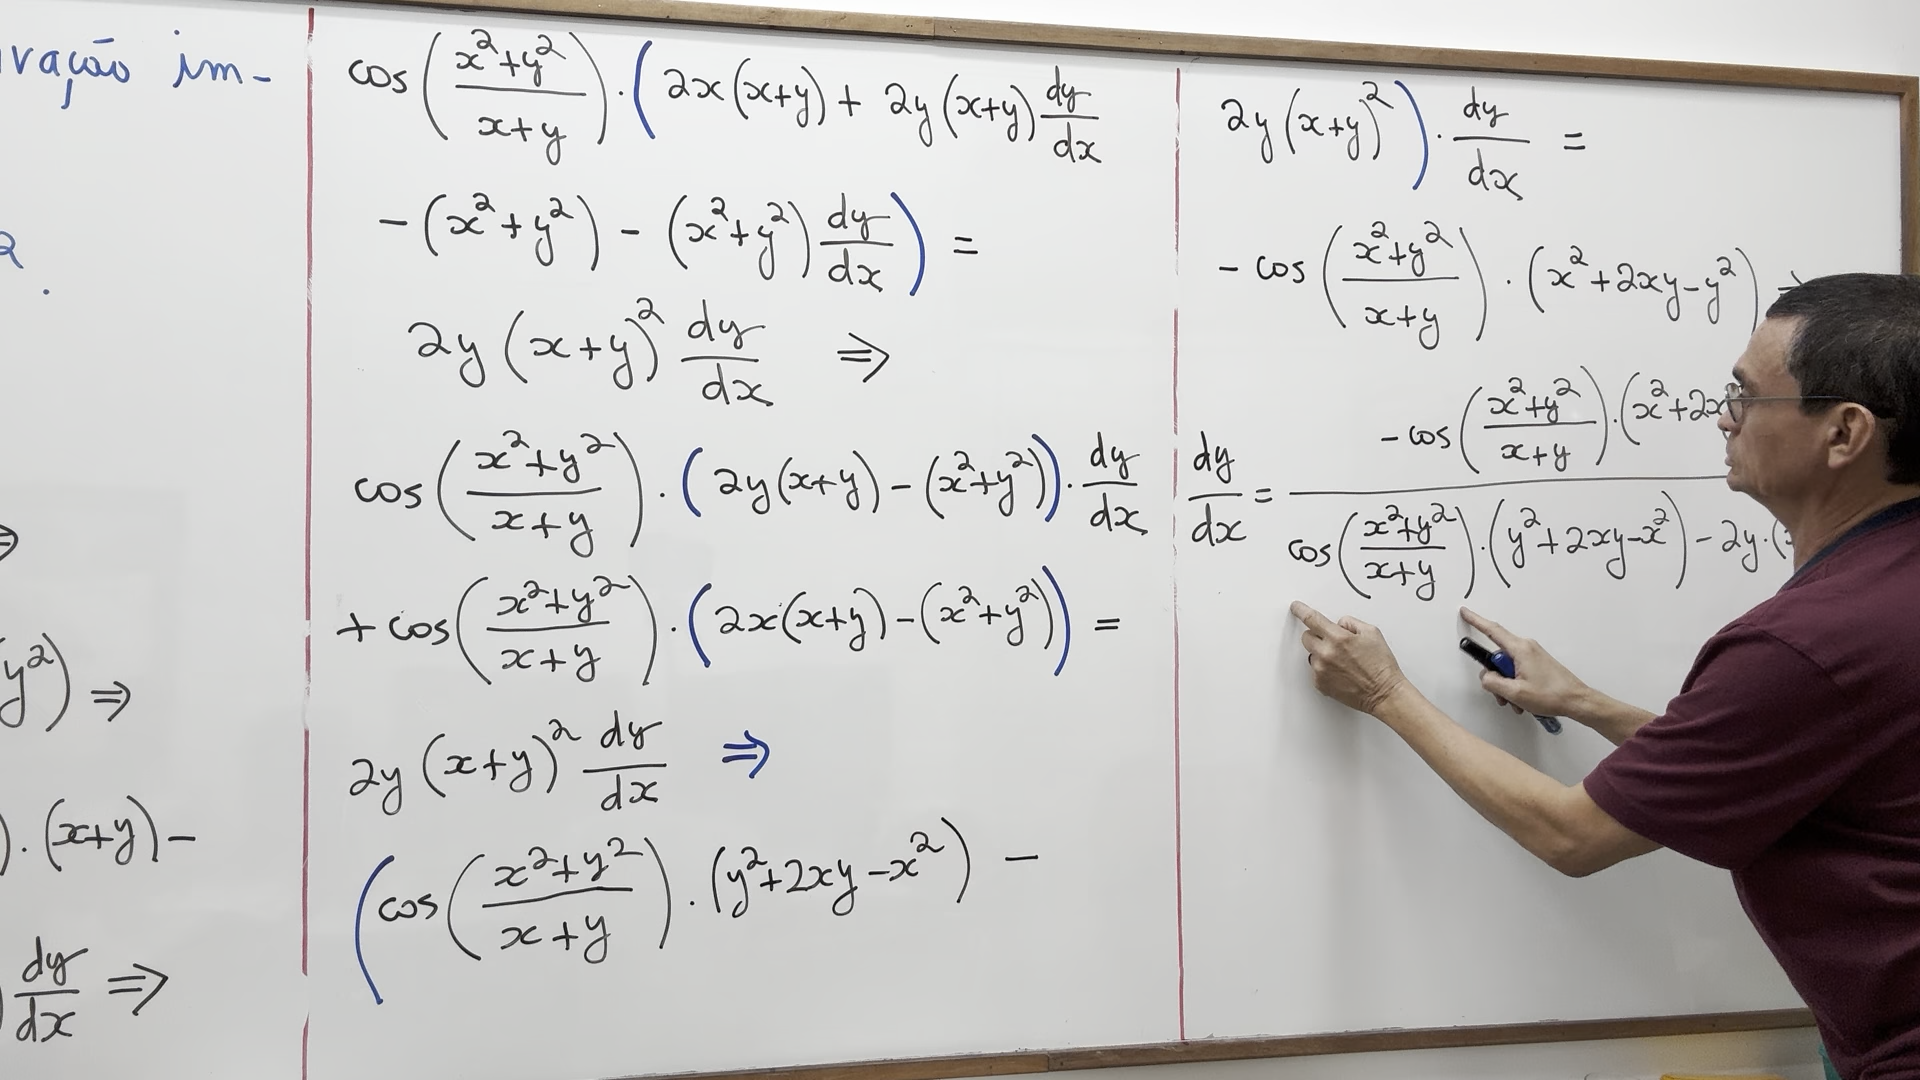 vação im-
2.
⇒
y²) ⇒
). (x+y) -
dy/dx ⇒
cos((x²+y²)/(x+y)) · (2x(x+y) + 2y(x+y) dy/dx
- (x²+y²) - (x²+y²) dy/dx) =
2y(x+y)² dy/dx ⇒
cos((x²+y²)/(x+y)) · (2y(x+y) - (x²+y²)) · dy/dx
+ cos((x²+y²)/(x+y)) · (2x(x+y) - (x²+y²)) =
2y(x+y)² dy/dx ⇒
(cos((x²+y²)/(x+y)) · (y²+2xy-x²) -
2y(x+y)²) · dy/dx =
- cos((x²+y²)/(x+y)) · (x²+2xy-y²)
dy/dx = (-cos((x²+y²)/(x+y)) · (x²+2x) / (cos((x²+y²)/(x+y)) · (y²+2xy-x²) - 2y·(